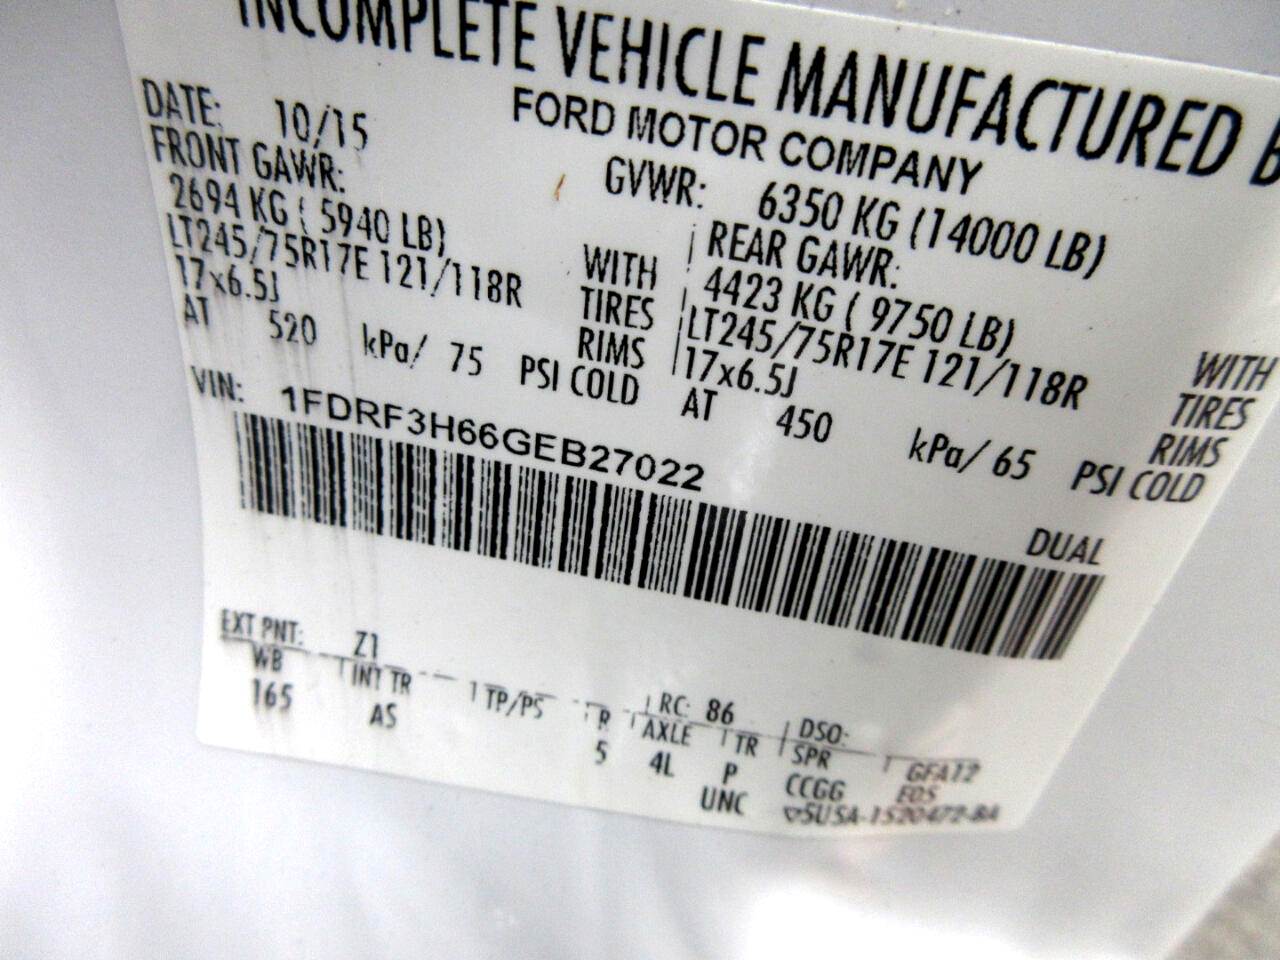 INCOMPLETE VEHICLE MANUFACTURED
FORD MOTOR COMPANY
DATE: 10/15
GVWR: 6350 KG (14000 LB)
FRONT GAWR:
REAR GAWR:
2694 KG ( 5940 LB) WITH
4423 KG ( 9750 LB) WITH
LT245/75R17E 121/118R TIRES
LT245/75R17E 121/118R TIRES
17x6.5J RIMS
17x6.5J RIMS
AT 520 kPa/ 75 PSI COLD
AT 450 kPa/ 65 PSI COLD
VIN: 1FDRF3H66GEB27022
DUAL
EXT PNT: Z1 RC: 86 DSO:
WB INT TR TP/PS R AXLE TR SPR GFA12
165 AS 5 4L P CCGG EDS
UNC 5USA-1520472-BA